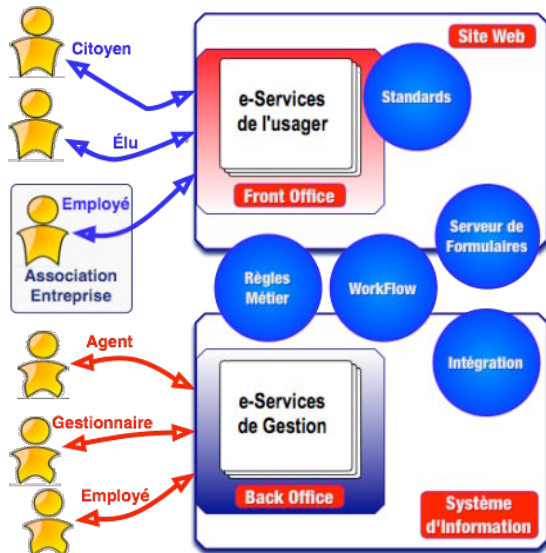 Citoyen
Élu
Employé
Association
Entreprise
Site Web
e-Services
de l'usager
Standards
Front Office
Serveur de
Formulaires
Règles
Métier
WorkFlow
Intégration
Agent
Gestionnaire
Employé
e-Services
de Gestion
Back Office
Système
d'Information